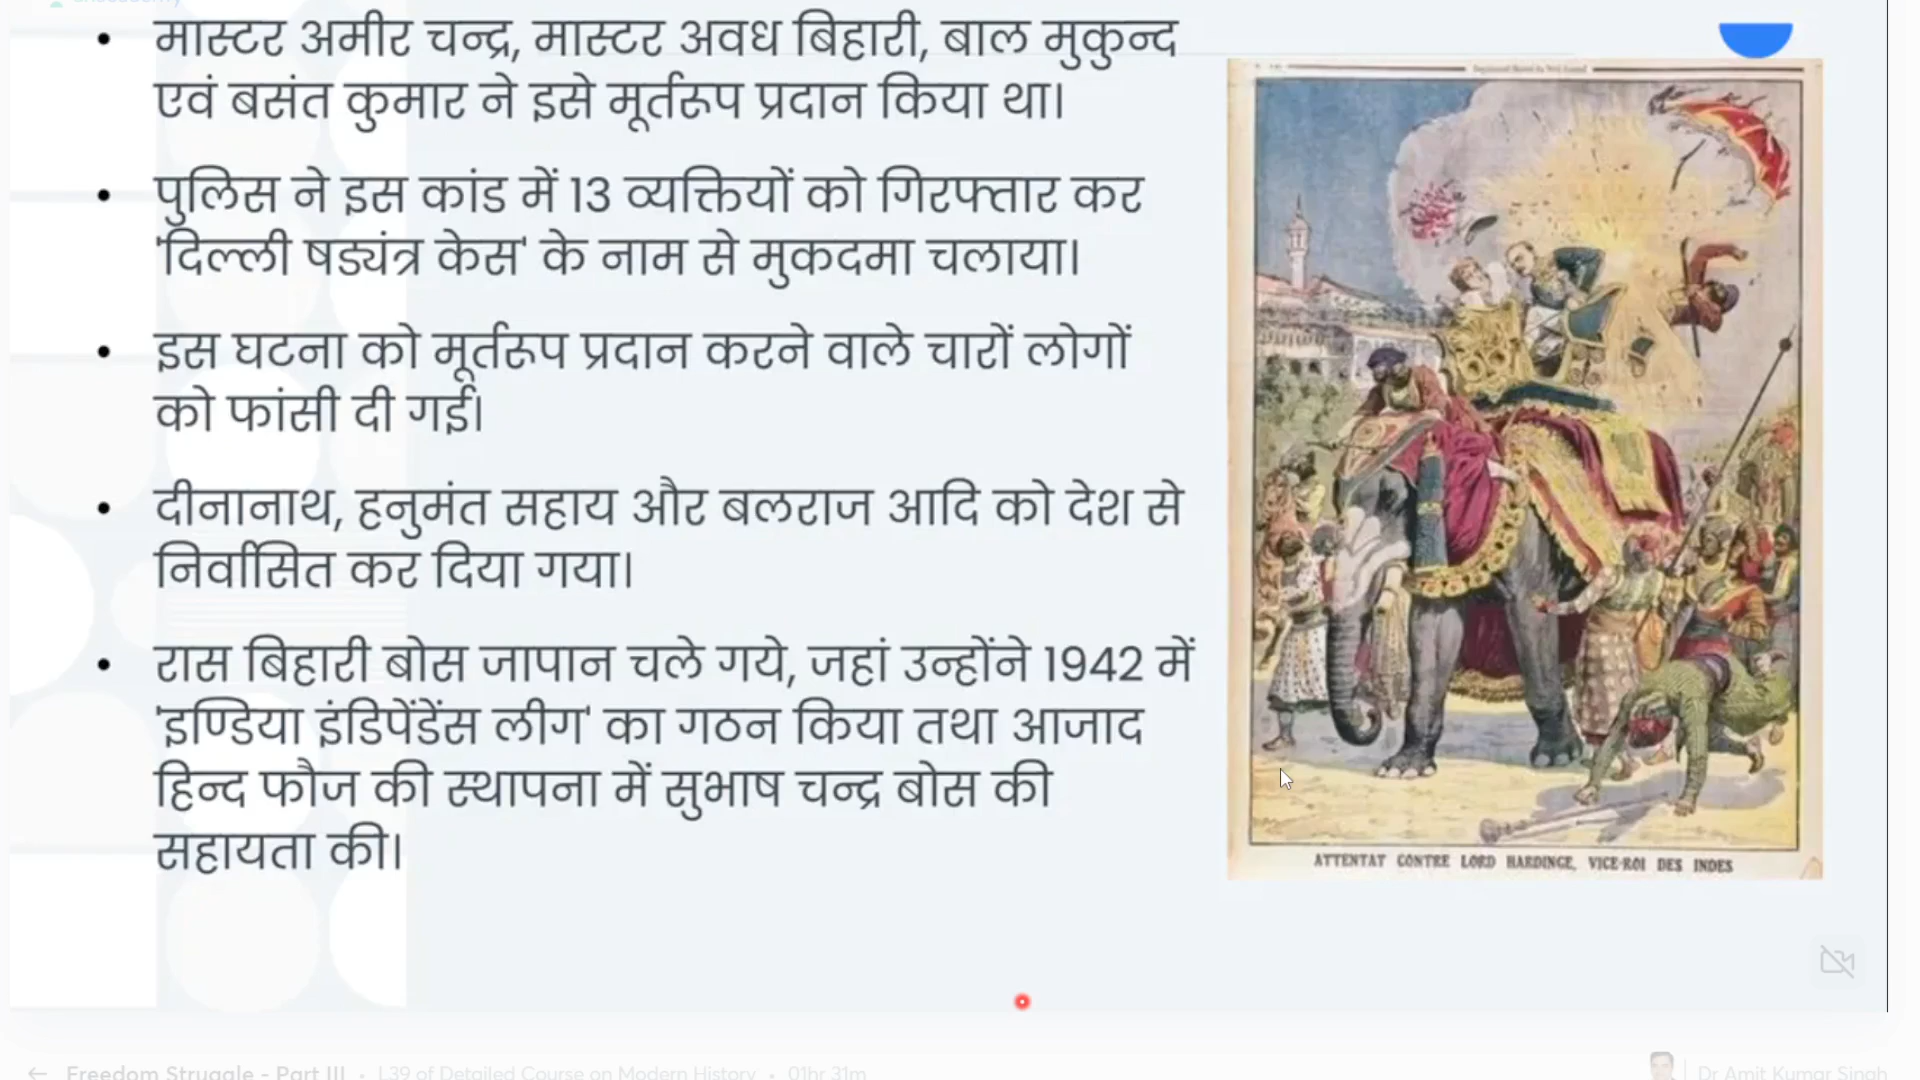 मास्टर अमीर चन्द्र, मास्टर अवध बिहारी, बाल मुकुन्द
एवं बसंत कुमार ने इसे मूर्तरूप प्रदान किया था।
पुलिस ने इस कांड में 13 व्यक्तियों को गिरफ्तार कर
'दिल्ली षड्यंत्र केस' के नाम से मुकदमा चलाया।
इस घटना को मूर्तरूप प्रदान करने वाले चारों लोगों
को फांसी दी गई।
दीनानाथ, हनुमंत सहाय और बलराज आदि को देश से
निर्वासित कर दिया गया।
रास बिहारी बोस जापान चले गये, जहां उन्होंने 1942 में
'इण्डिया इंडिपेंडेंस लीग' का गठन किया तथा आजाद
हिन्द फौज की स्थापना में सुभाष चन्द्र बोस की
सहायता की।
ATTENTAT CONTRE LORD HARDINGE, VICE-ROI DES INDES
Freedom Struggle - Part III • L39 of Detailed Course on Modern History • 01hr 31m
Dr Amit Kumar Singh